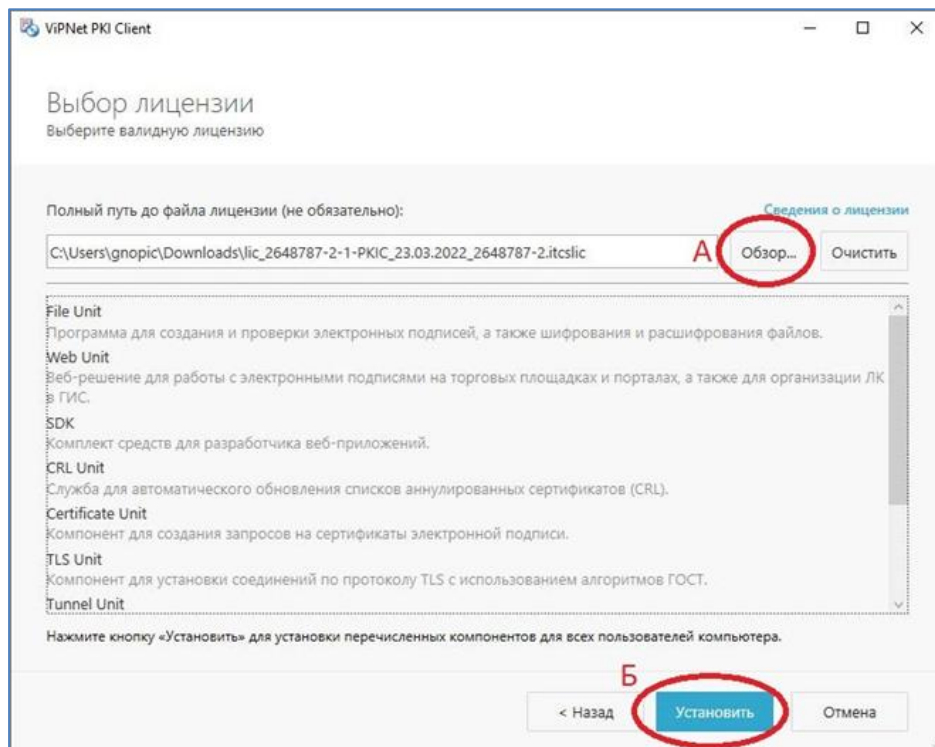 ViPNet PKI Client
Выбор лицензии
Выберите валидную лицензию
Полный путь до файла лицензии (не обязательно):
Сведения о лицензии
C:\Users\gnopic\Downloads\lic_2648787-2-1-PKIC_23.03.2022_2648787-2.itcslic
А
Обзор...
Очистить
File Unit
Программа для создания и проверки электронных подписей, а также шифрования и расшифрования файлов.
Web Unit
Веб-решение для работы с электронными подписями на торговых площадках и порталах, а также для организации ЛК
в ГИС.
SDK
Комплект средств для разработчика веб-приложений.
CRL Unit
Служба для автоматического обновления списков аннулированных сертификатов (CRL).
Certificate Unit
Компонент для создания запросов на сертификаты электронной подписи.
TLS Unit
Компонент для установки соединений по протоколу TLS с использованием алгоритмов ГОСТ.
Tunnel Unit
Нажмите кнопку «Установить» для установки перечисленных компонентов для всех пользователей компьютера.
Б
< Назад
Установить
Отмена